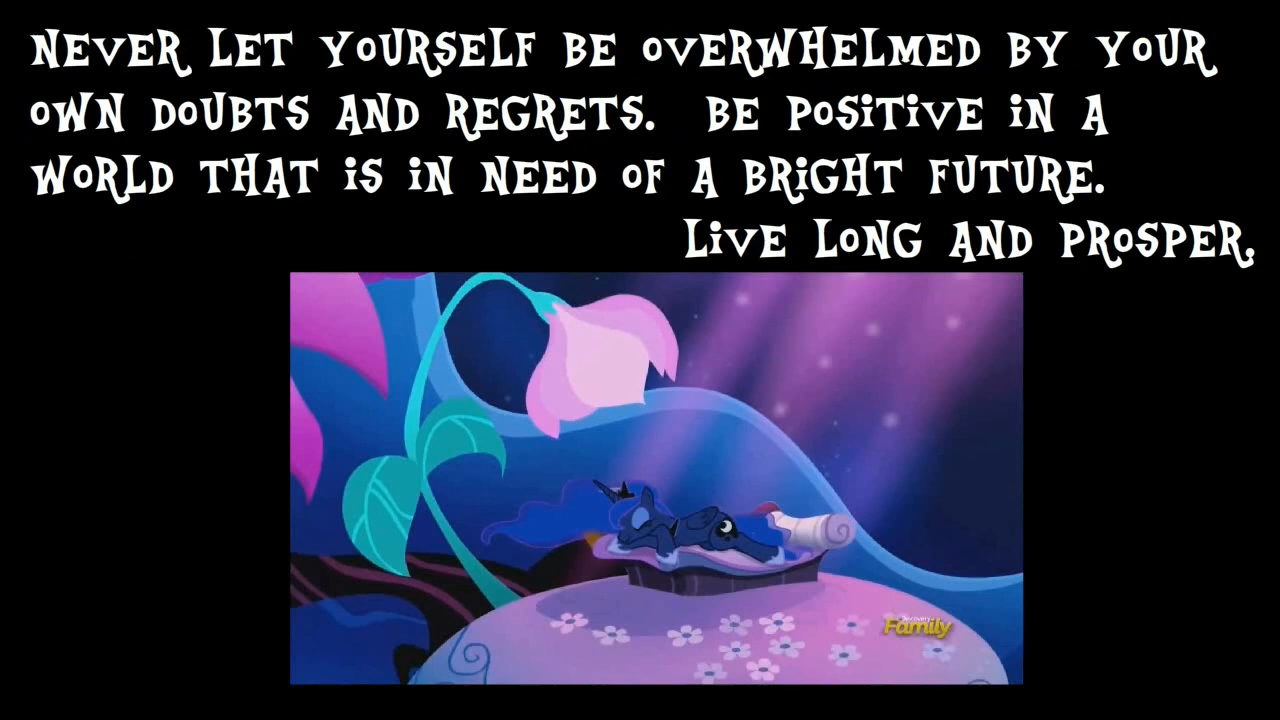 NEVER LET YOURSELF BE OVERWHELMED BY YOUR
OWN DOUBTS AND REGRETS.  BE POSITIVE IN A
WORLD THAT IS IN NEED OF A BRIGHT FUTURE.
LIVE LONG AND PROSPER.
Discovery
Family